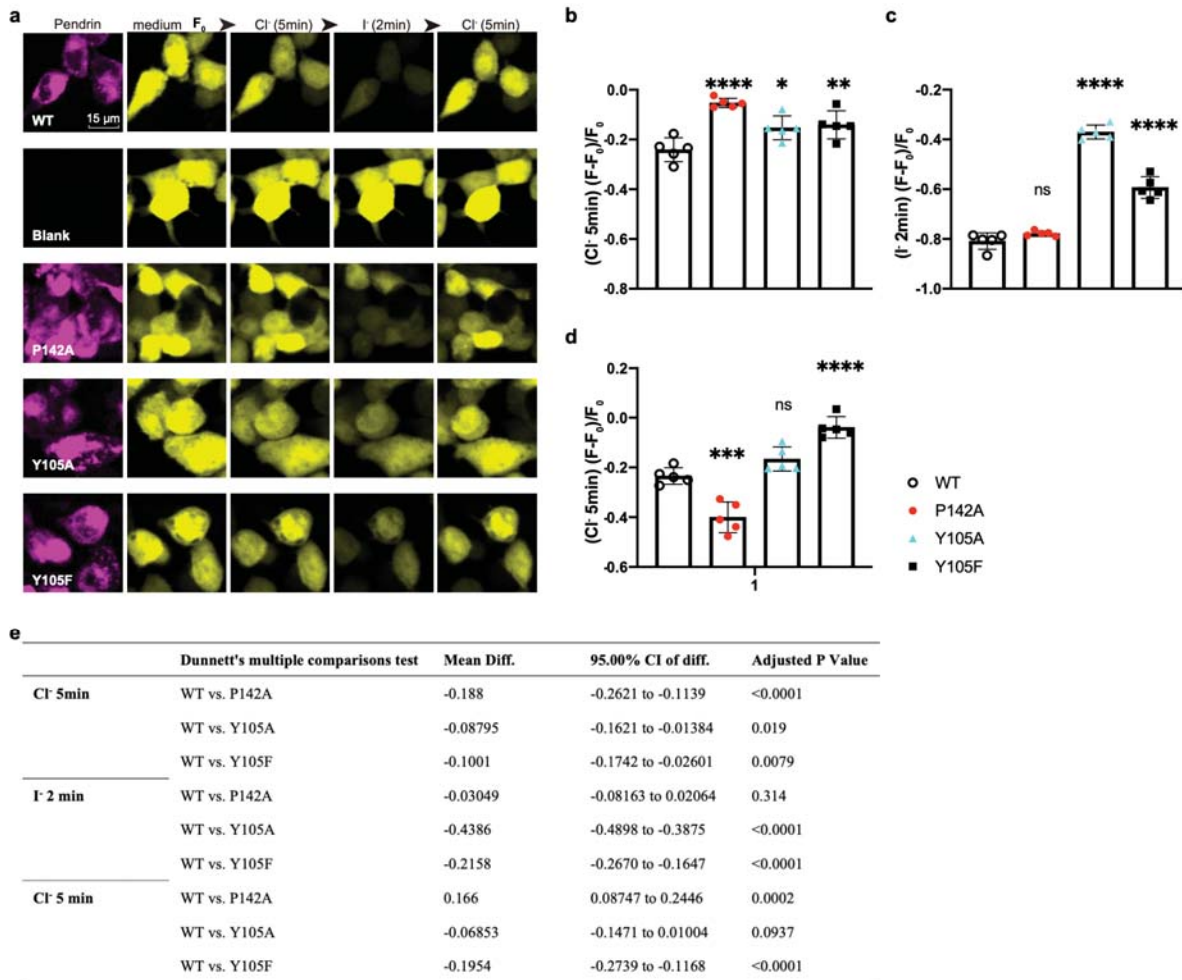 a
Pendrin medium F₀ Cl⁻ (5min) I⁻ (2min) Cl⁻ (5min)
WT 15 μm
Blank
P142A
Y105A
Y105F
b
(Cl⁻ 5min) (F-F₀)/F₀
0.0
-0.2
-0.4
-0.6
-0.8
**** * **
c
(I⁻ 2min) (F-F₀)/F₀
0.0
-0.2
-0.4
-0.6
-0.8
-1.0
ns **** ****
d
(Cl⁻ 5min) (F-F₀)/F₀
0.2
0.0
-0.2
-0.4
-0.6
*** ns ****
1
WT
P142A
Y105A
Y105F
e
Dunnett's multiple comparisons test Mean Diff. 95.00% CI of diff. Adjusted P Value
Cl⁻ 5min WT vs. P142A -0.188 -0.2621 to -0.1139 <0.0001
WT vs. Y105A -0.08795 -0.1621 to -0.01384 0.019
WT vs. Y105F -0.1001 -0.1742 to -0.02601 0.0079
I⁻ 2 min WT vs. P142A -0.03049 -0.08163 to 0.02064 0.314
WT vs. Y105A -0.4386 -0.4898 to -0.3875 <0.0001
WT vs. Y105F -0.2158 -0.2670 to -0.1647 <0.0001
Cl⁻ 5 min WT vs. P142A 0.166 0.08747 to 0.2446 0.0002
WT vs. Y105A -0.06853 -0.1471 to 0.01004 0.0937
WT vs. Y105F -0.1954 -0.2739 to -0.1168 <0.0001